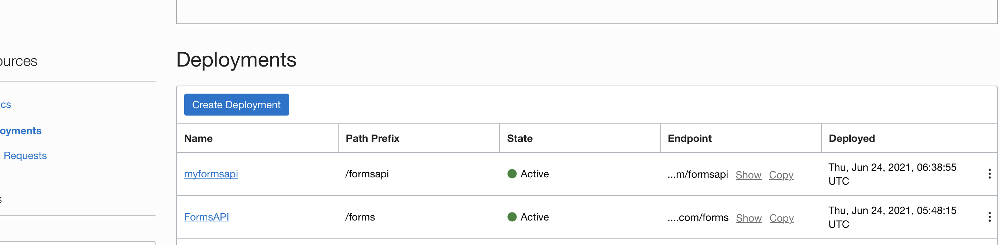 Deployments
Create Deployment
Name Path Prefix State Endpoint Deployed
myformsapi /formsapi Active ...m/formsapi Show Copy Thu, Jun 24, 2021, 06:38:55
UTC
FormsAPI /forms Active ....com/forms Show Copy Thu, Jun 24, 2021, 05:48:15
UTC
ources
cs
oyments
Requests
s